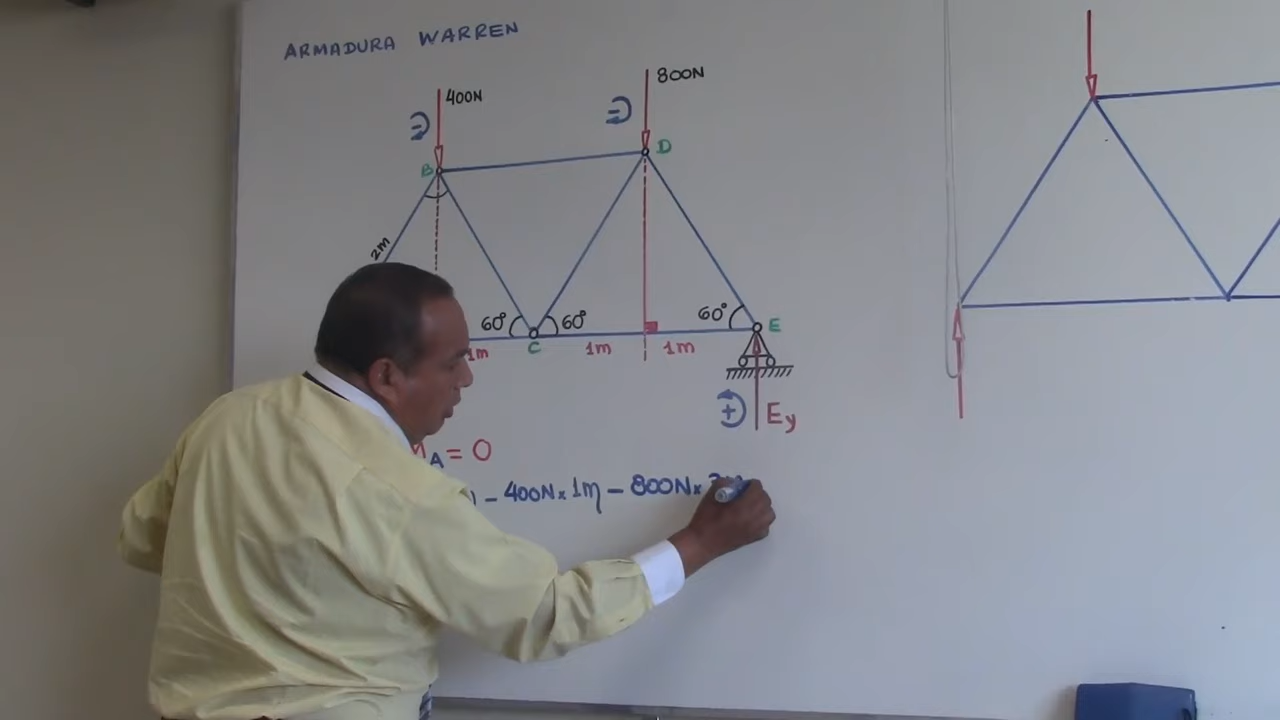 ARMADURA WARREN
400N
800N
B
D
2m
60° 60° 60° E
1m C 1m 1m
+ Ey
A = 0
- 400N x 1m - 800N x